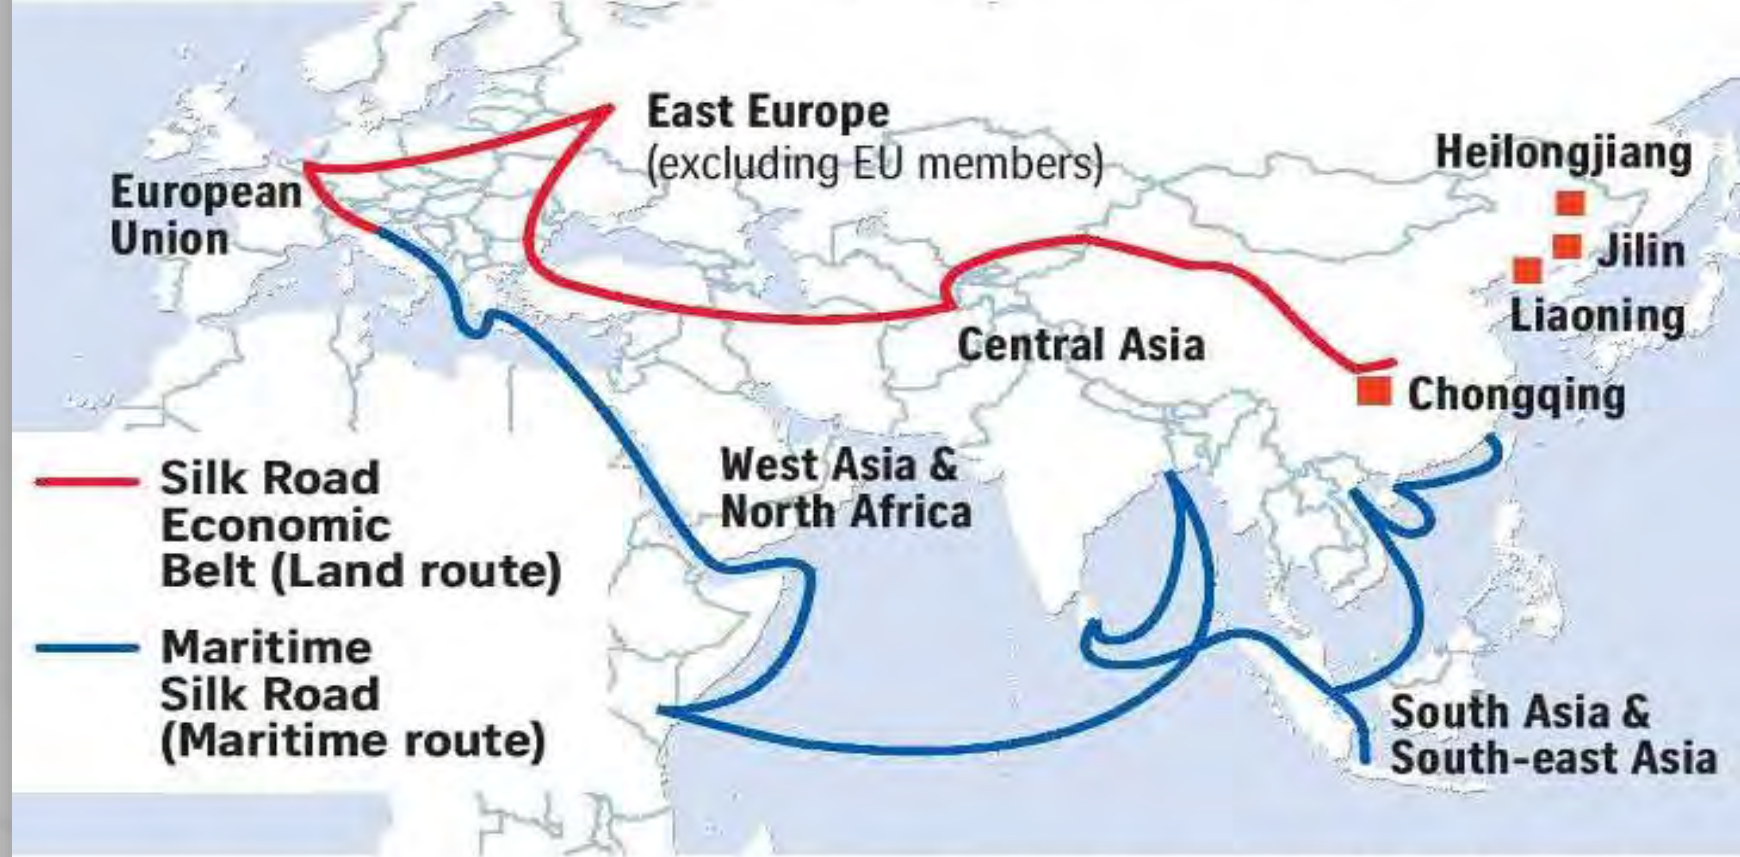 East Europe
(excluding EU members)
Heilongjiang
European
Union
Jilin
Liaoning
Central Asia
Chongqing
West Asia &
North Africa
Silk Road
Economic
Belt (Land route)
Maritime
Silk Road
(Maritime route)
South Asia &
South-east Asia